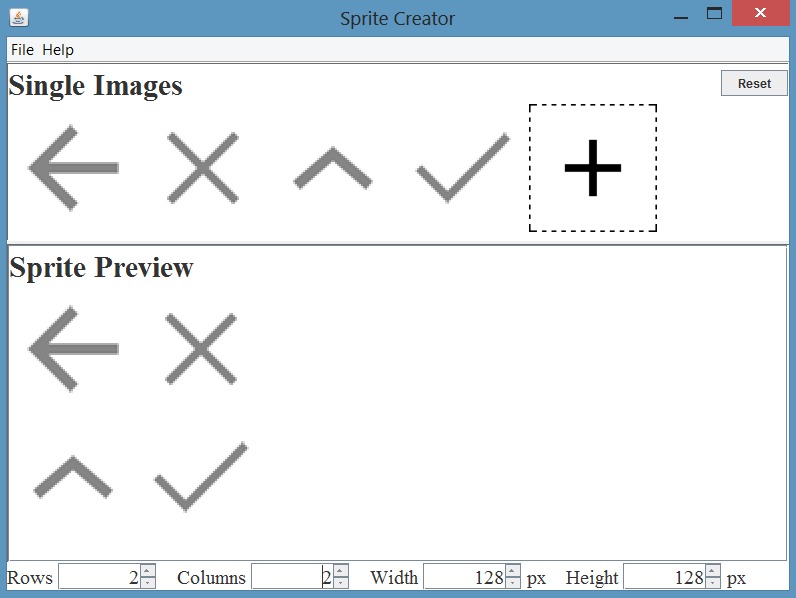 Sprite Creator
File Help
Single Images
Reset
Sprite Preview
Rows 2 Columns 2 Width 128 px Height 128 px